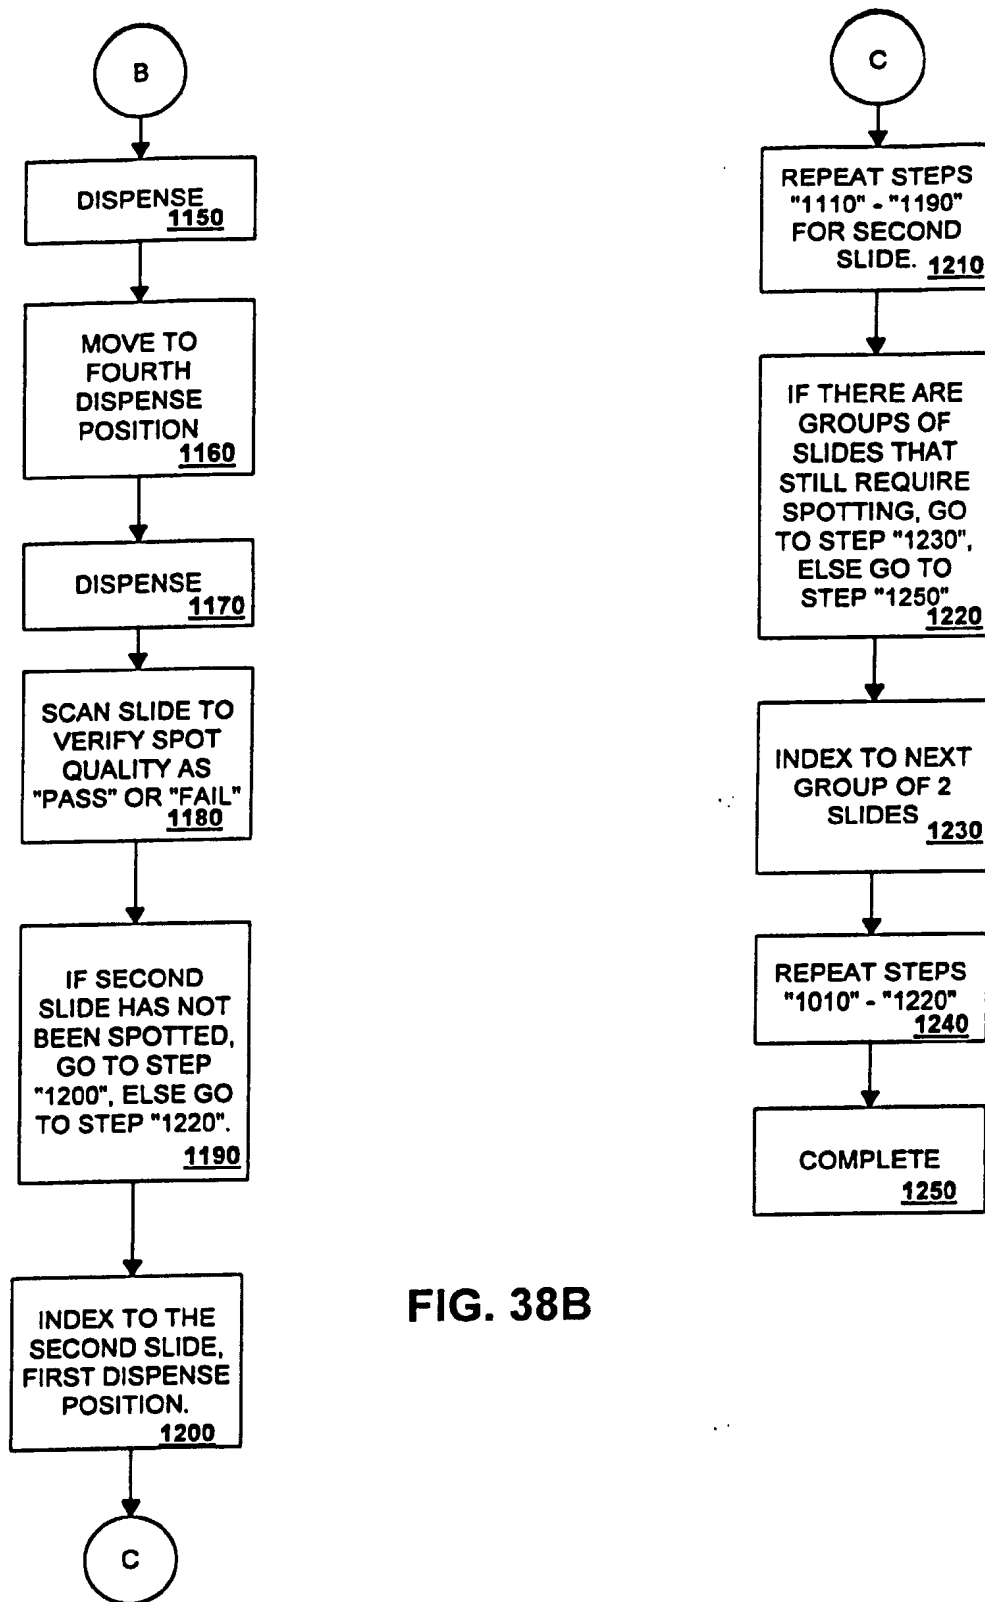 B
DISPENSE
1150
MOVE TO
FOURTH
DISPENSE
POSITION
1160
DISPENSE
1170
SCAN SLIDE TO
VERIFY SPOT
QUALITY AS
"PASS" OR "FAIL"
1180
IF SECOND
SLIDE HAS NOT
BEEN SPOTTED,
GO TO STEP
"1200", ELSE GO
TO STEP "1220".
1190
INDEX TO THE
SECOND SLIDE,
FIRST DISPENSE
POSITION.
1200
C
C
REPEAT STEPS
"1110" - "1190"
FOR SECOND
SLIDE. 1210
IF THERE ARE
GROUPS OF
SLIDES THAT
STILL REQUIRE
SPOTTING, GO
TO STEP "1230",
ELSE GO TO
STEP "1250"
1220
INDEX TO NEXT
GROUP OF 2
SLIDES
1230
REPEAT STEPS
"1010" - "1220"
1240
COMPLETE
1250
FIG. 38B